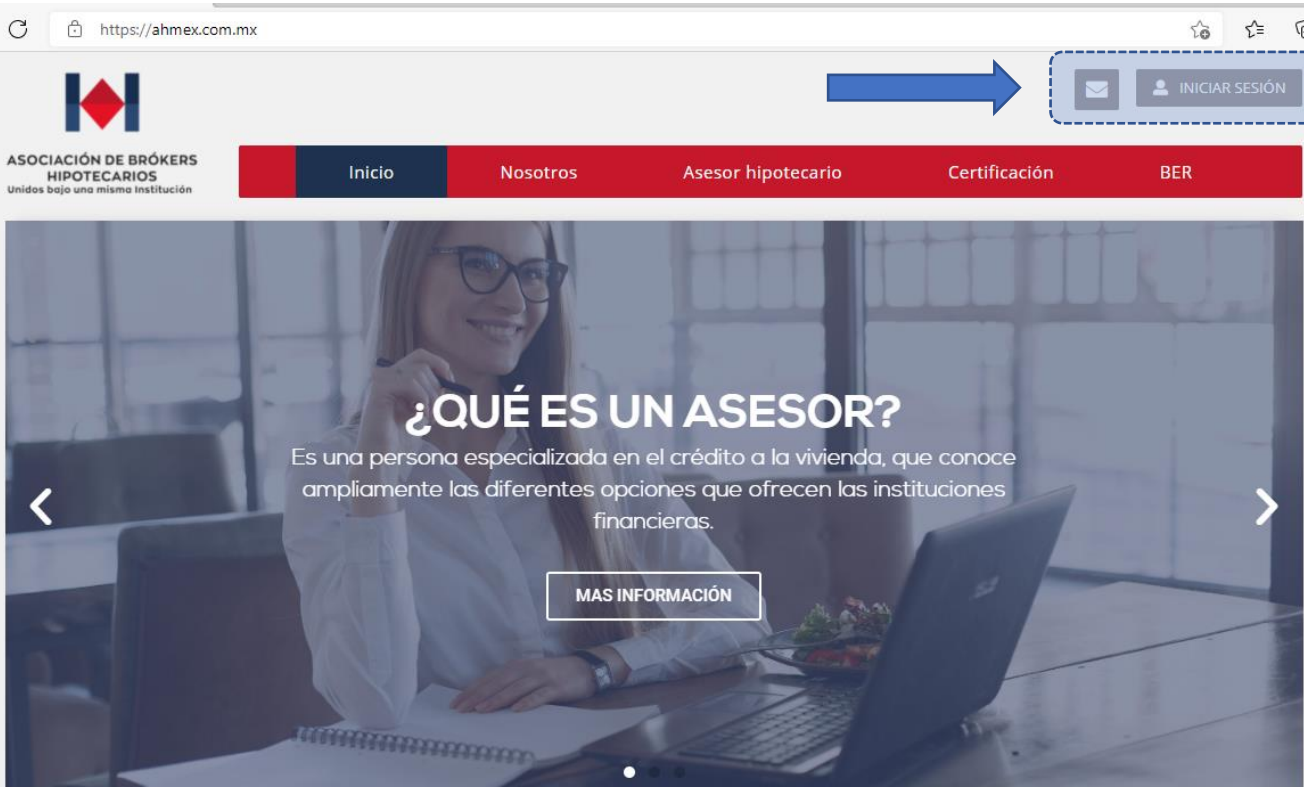 https://ahmex.com.mx
INICIAR SESIÓN
ASOCIACIÓN DE BRÓKERS
HIPOTECARIOS
Unidos bajo una misma Institución
Inicio Nosotros Asesor hipotecario Certificación BER
¿QUÉ ES UN ASESOR?
Es una persona especializada en el crédito a la vivienda, que conoce
ampliamente las diferentes opciones que ofrecen las instituciones
financieras.
MAS INFORMACIÓN